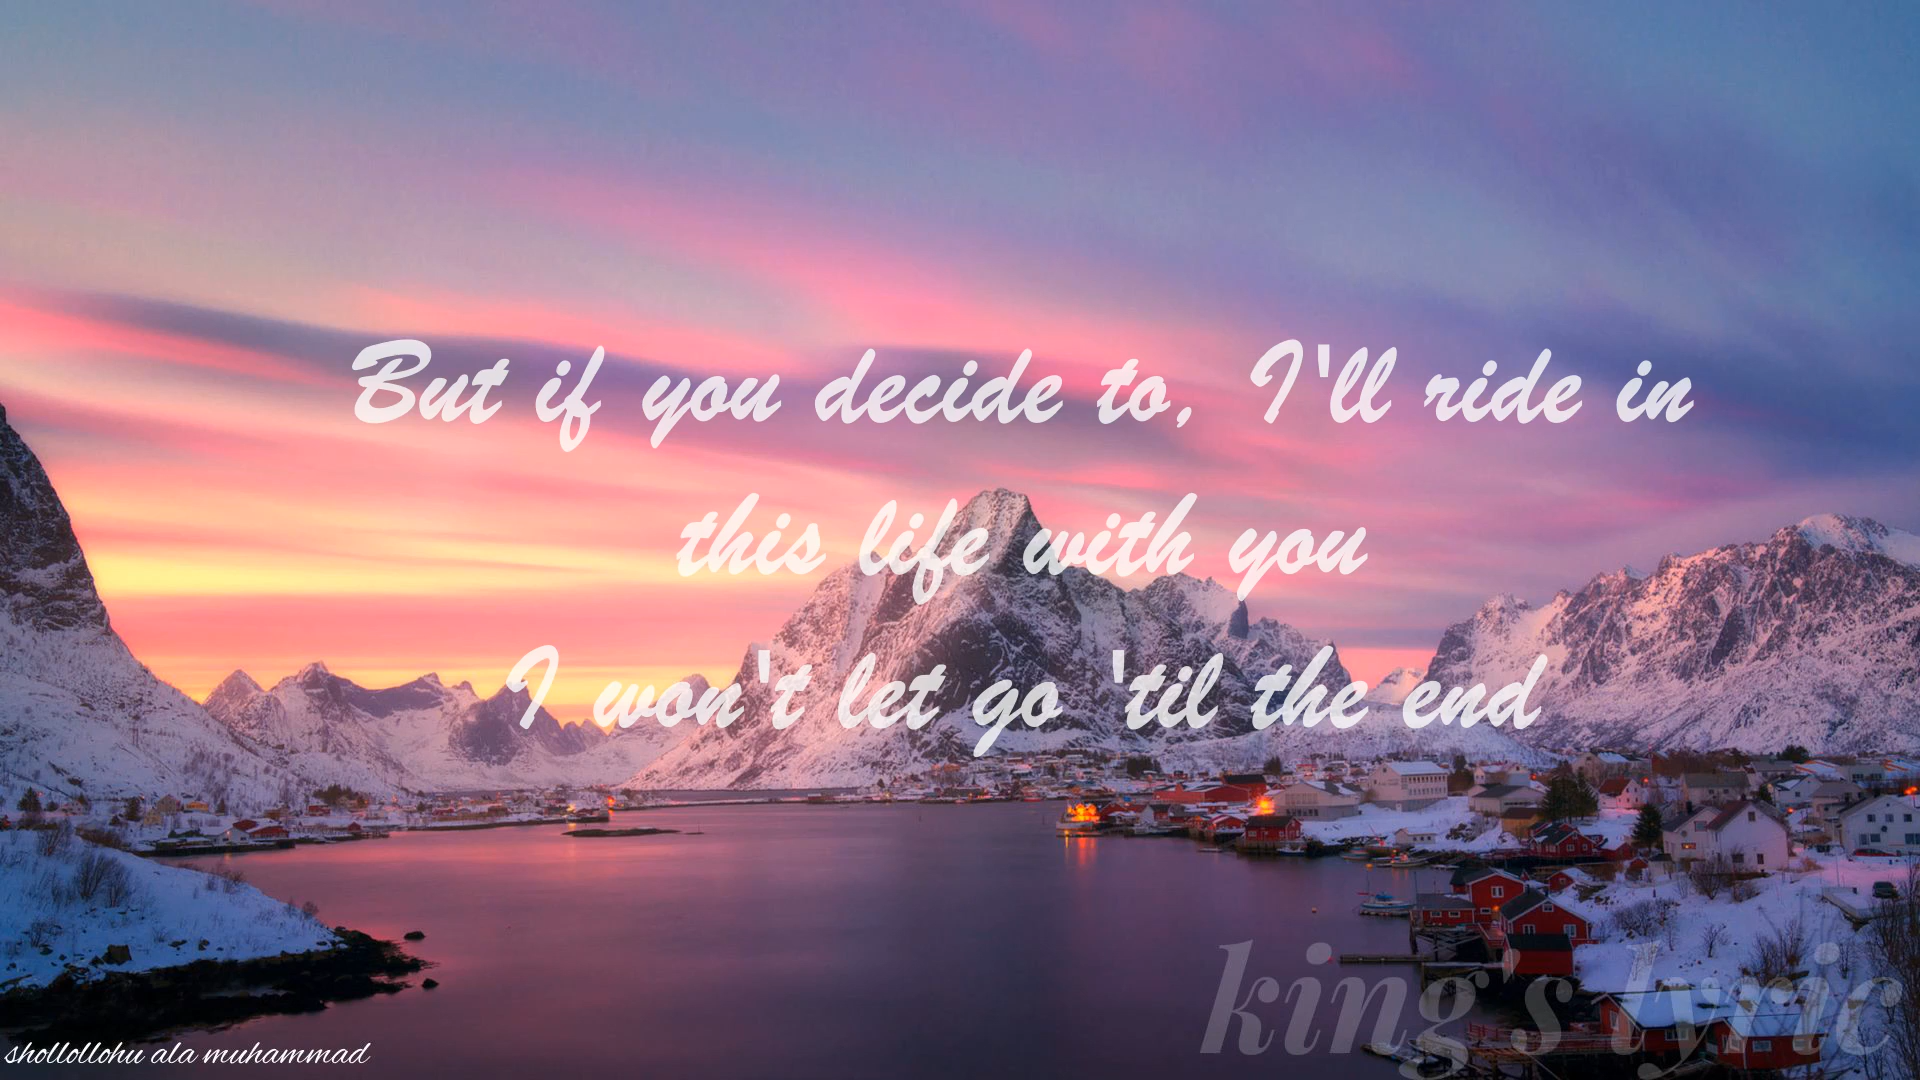 But if you decide to, I'll ride in
this life with you
I won't let go 'til the end
king's lyric
shollollohu ala muhammad